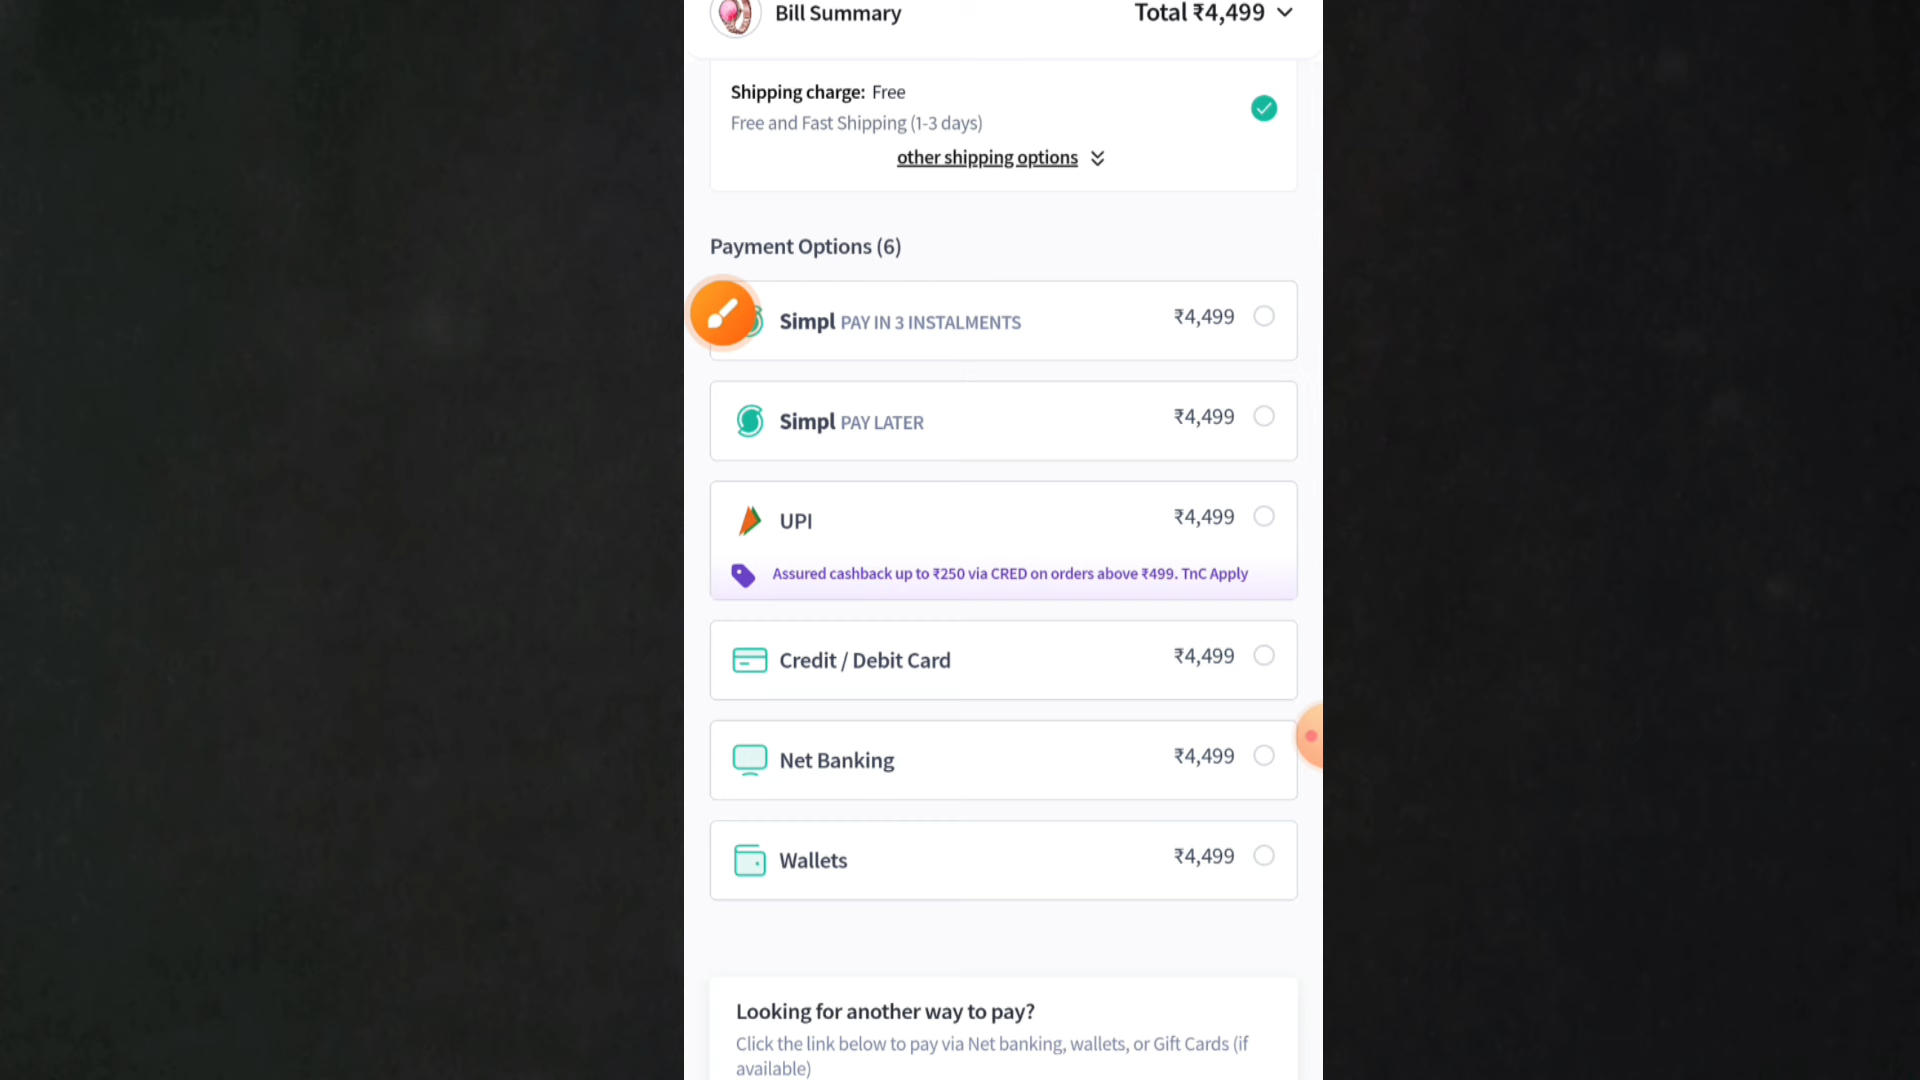 Bill Summary Total ₹4,499
Shipping charge: Free
Free and Fast Shipping (1-3 days)
other shipping options
Payment Options (6)
Simpl PAY IN 3 INSTALMENTS ₹4,499
Simpl PAY LATER ₹4,499
UPI ₹4,499
Assured cashback up to ₹250 via CRED on orders above ₹499. TnC Apply
Credit / Debit Card ₹4,499
Net Banking ₹4,499
Wallets ₹4,499
Looking for another way to pay?
Click the link below to pay via Net banking, wallets, or Gift Cards (if
available)